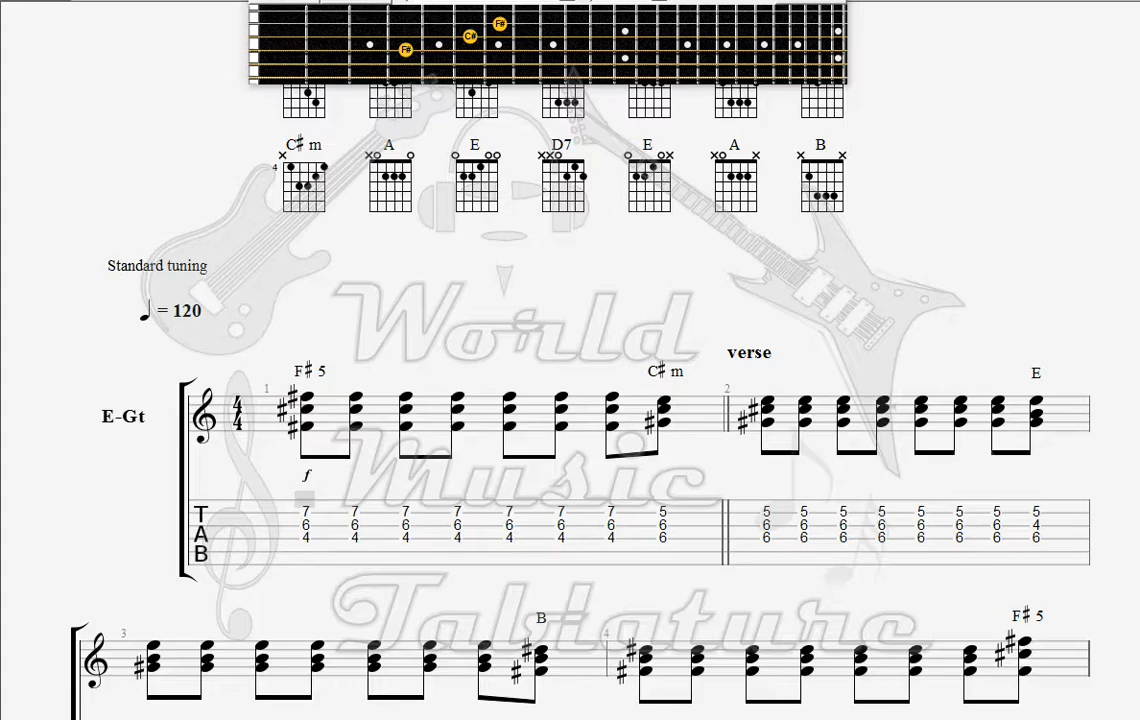 F#
C#
F#
C♯ m A E D7 E A B
4
Standard tuning
♩ = 120
World
verse
F♯ 5 C♯ m E
1 2
E-Gt
4 4
f
Music
T 7 7 7 7 7 7 7 5 5 5 5 5 5 5 5 5
A 6 6 6 6 6 6 6 6 6 6 6 6 6 6 6 4
B 4 4 4 4 4 4 4 6 6 6 6 6 6 6 6 6
Tablature
B F♯ 5
3 4